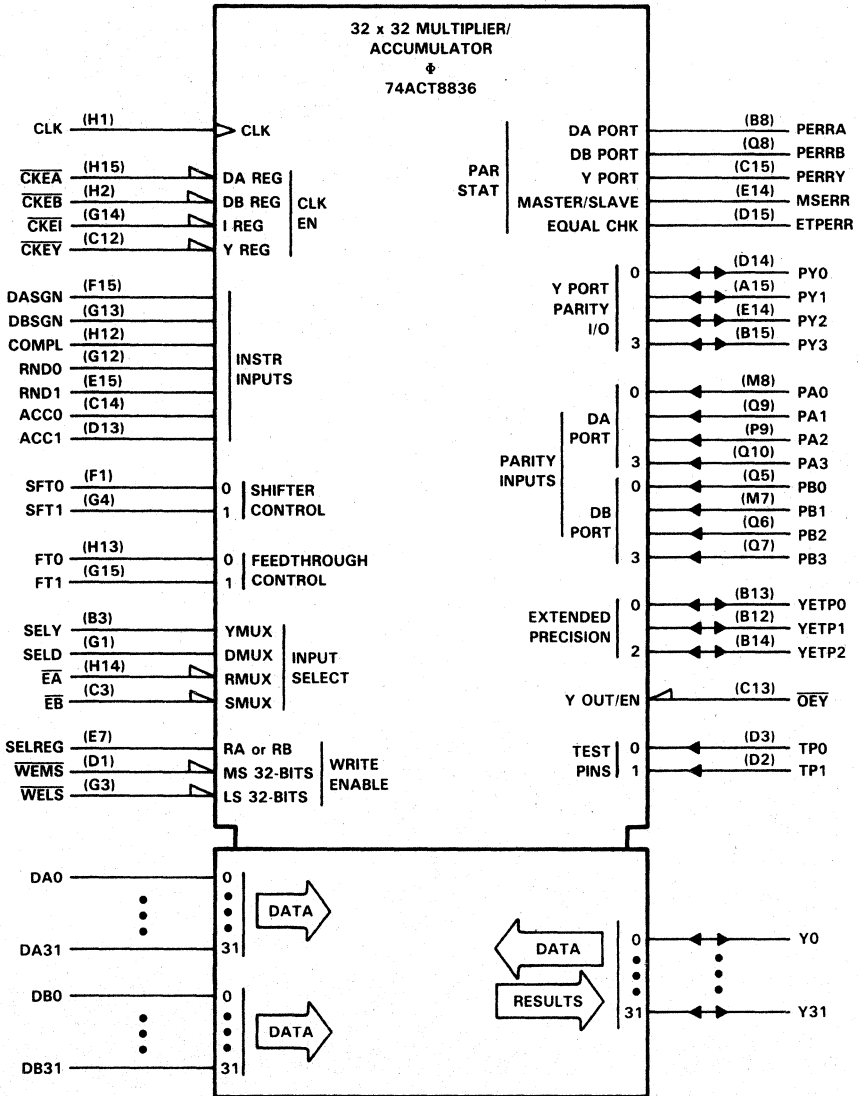 32 x 32 MULTIPLIER/
ACCUMULATOR
Φ
74ACT8836
CLK (H1) CLK
CKEA (H15) DA REG
CKEB (H2) DB REG
CKEI (G14) I REG
CKEY (C12) Y REG
CLK
EN
DASGN (F15)
DBSGN (G13)
COMPL (H12)
RND0 (G12)
RND1 (E15)
ACC0 (C14)
ACC1 (D13)
INSTR
INPUTS
SFT0 (F1) 0
SFT1 (G4) 1
SHIFTER
CONTROL
FT0 (H13) 0
FT1 (G15) 1
FEEDTHROUGH
CONTROL
SELY (B3) YMUX
SELD (G1) DMUX
EA (H14) RMUX
EB (C3) SMUX
INPUT
SELECT
SELREG (E7) RA or RB
WEMS (D1) MS 32-BITS
WELS (G3) LS 32-BITS
WRITE
ENABLE
PAR
STAT
DA PORT (B8) PERRA
DB PORT (Q8) PERRB
Y PORT (C15) PERRY
MASTER/SLAVE (E14) MSERR
EQUAL CHK (D15) ETPERR
Y PORT
PARITY
I/O
0 (D14) PY0
(A15) PY1
(E14) PY2
3 (B15) PY3
PARITY
INPUTS
DA
PORT
0 (M8) PA0
(Q9) PA1
(P9) PA2
3 (Q10) PA3
DB
PORT
0 (Q5) PB0
(M7) PB1
(Q6) PB2
3 (Q7) PB3
EXTENDED
PRECISION
0 (B13) YETP0
(B12) YETP1
2 (B14) YETP2
Y OUT/EN (C13) OEY
TEST
PINS
0 (D3) TP0
1 (D2) TP1
DA0 0
DATA
DA31 31
DB0 0
DATA
DB31 31
DATA
RESULTS
0 Y0
31 Y31